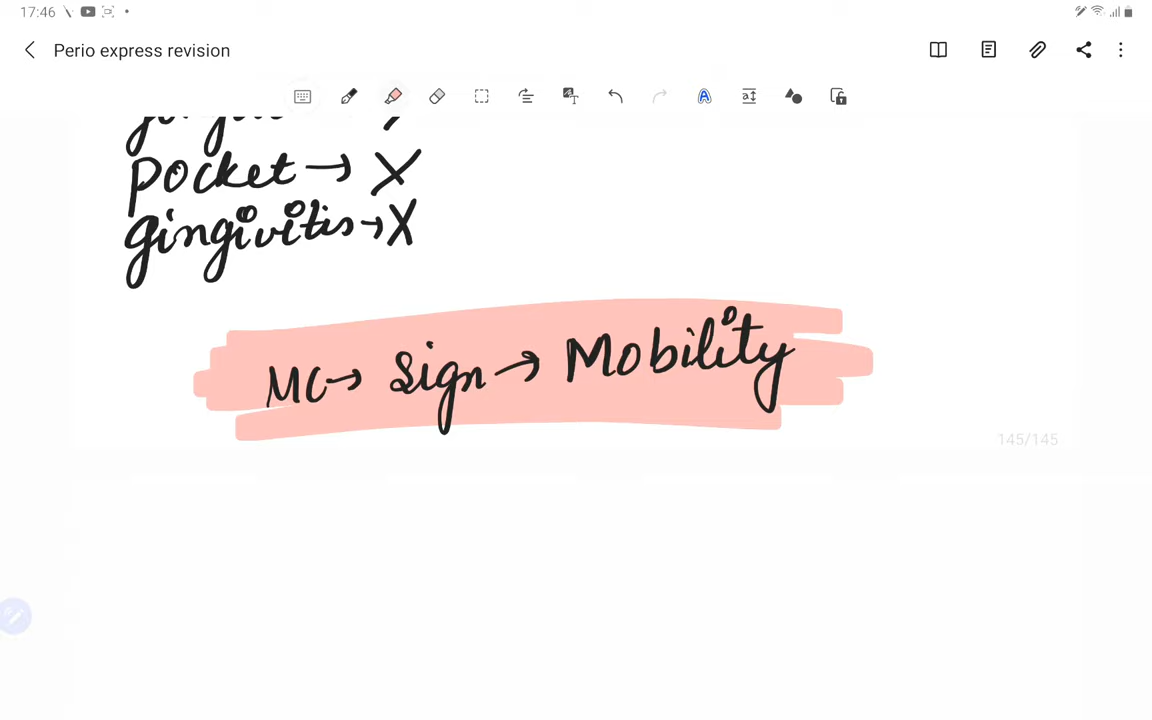 17:46
Perio express revision
pocket → X
gingivitis → X
MC → Sign → Mobility
145/145